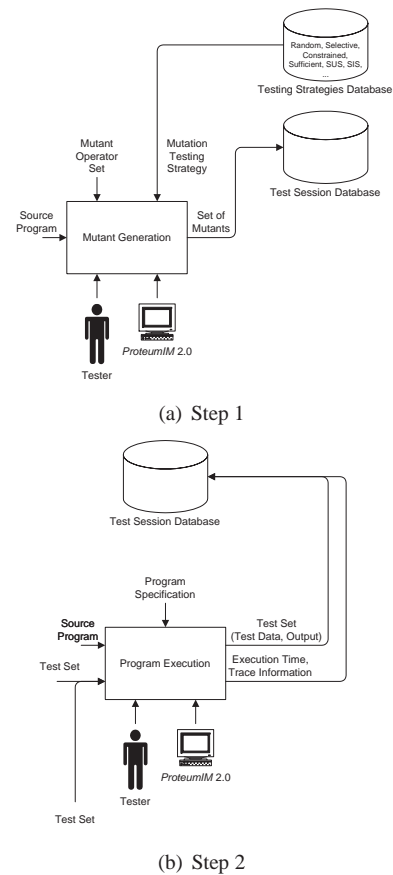 Random, Selective,
Constrained,
Sufficient, SUS, SIS,
...
Testing Strategies Database
Mutant
Operator
Set
Mutation
Testing
Strategy
Test Session Database
Source
Program
Mutant Generation
Set of
Mutants
Tester
ProteumIM 2.0
(a) Step 1
Test Session Database
Program
Specification
Source
Program
Test Set
(Test Data, Output)
Test Set
Program Execution
Execution Time,
Trace Information
Tester
ProteumIM 2.0
Test Set
(b) Step 2